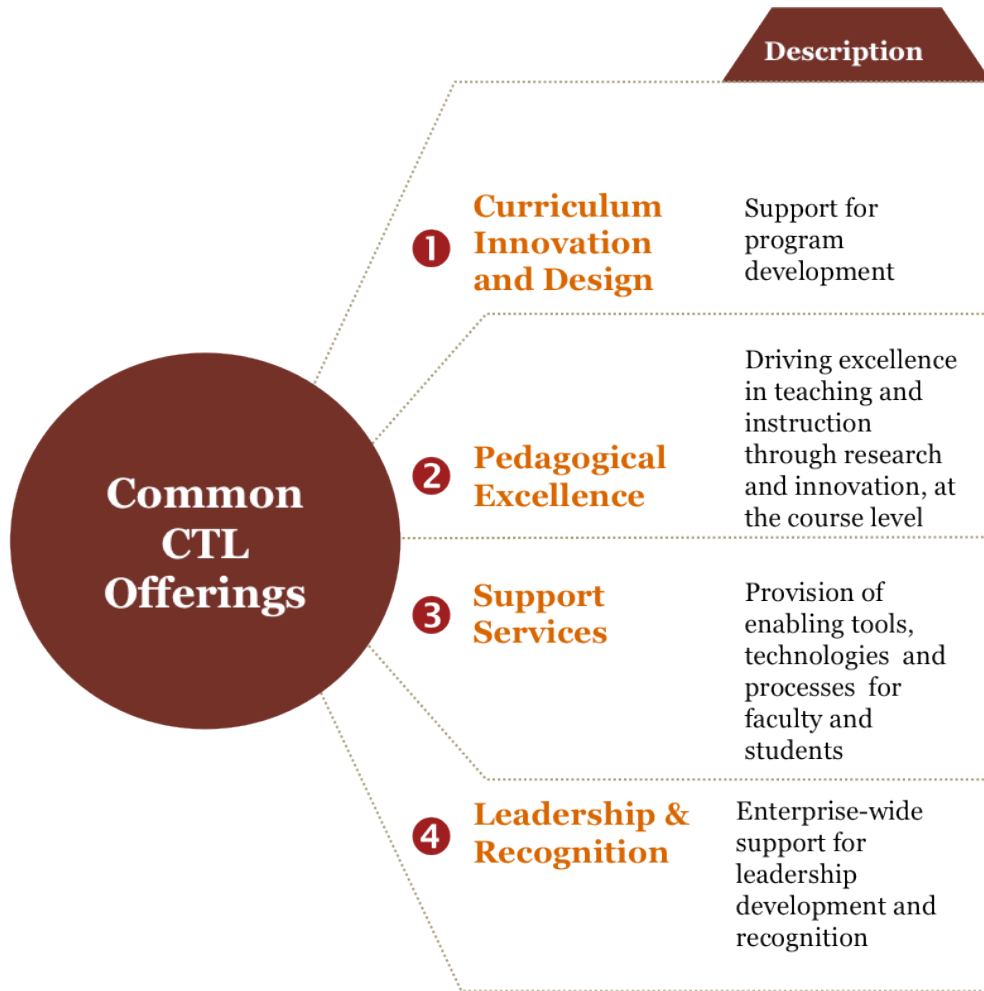 Description
Common
CTL
Offerings
1
Curriculum
Innovation
and Design
Support for
program
development
2
Pedagogical
Excellence
Driving excellence
in teaching and
instruction
through research
and innovation, at
the course level
3
Support
Services
Provision of
enabling tools,
technologies and
processes for
faculty and
students
4
Leadership &
Recognition
Enterprise-wide
support for
leadership
development and
recognition